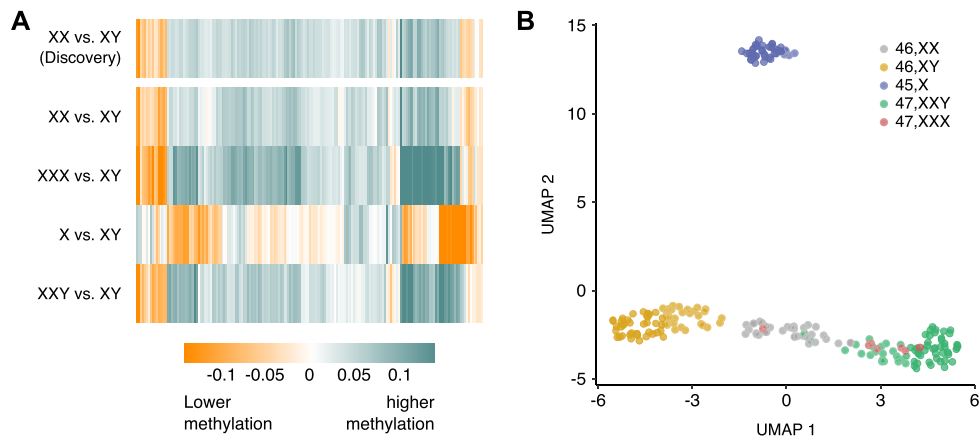 A
XX vs. XY
(Discovery)
XX vs. XY
XXX vs. XY
X vs. XY
XXY vs. XY
-0.1 -0.05 0 0.05 0.1
Lower
methylation
higher
methylation
B
15
10
5
0
-5
UMAP 2
-6 -3 0 3 6
UMAP 1
46,XX
46,XY
45,X
47,XXY
47,XXX